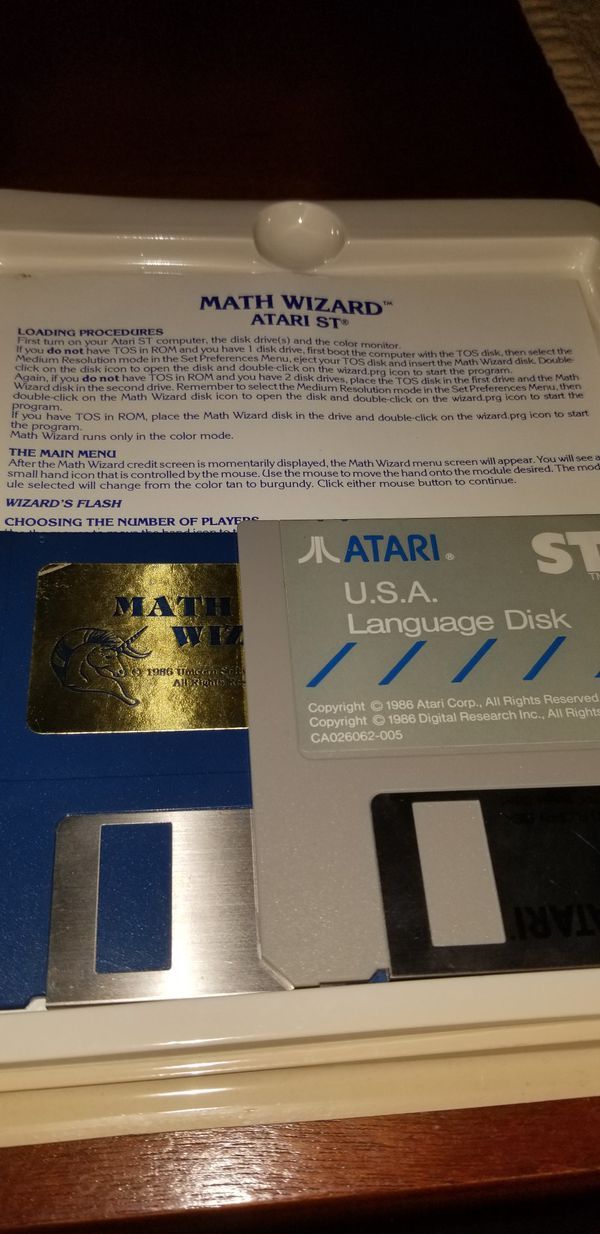 MATH WIZARD™
ATARI ST®
LOADING PROCEDURES
First turn on your Atari ST computer, the disk drive(s) and the color monitor.
If you do not have TOS in ROM and you have 1 disk drive, first boot the computer with the TOS disk, then select the
Medium Resolution mode in the Set Preferences Menu, eject your TOS disk and insert the Math Wizard disk. Double-
click on the disk icon to open the disk and double-click on the wizard.prg icon to start the program.
Again, if you do not have TOS in ROM and you have 2 disk drives, place the TOS disk in the first drive and the Math
Wizard disk in the second drive. Remember to select the Medium Resolution mode in the Set Preferences Menu, then
double-click on the Math Wizard disk icon to open the disk and double-click on the wizard.prg icon to start the
program.
If you have TOS in ROM, place the Math Wizard disk in the drive and double-click on the wizard.prg icon to start
the program.
Math Wizard runs only in the color mode.
THE MAIN MENU
After the Math Wizard credit screen is momentarily displayed, the Math Wizard menu screen will appear. You will see a
small hand icon that is controlled by the mouse. Use the mouse to move the hand onto the module desired. The mod-
ule selected will change from the color tan to burgundy. Click either mouse button to continue.
WIZARD'S FLASH
CHOOSING THE NUMBER OF PLAYERS
MATH
WIZ
© 1986 Unicorn
All Rights
ATARI®
ST
TM
U.S.A.
Language Disk
Copyright © 1986 Atari Corp., All Rights Reserved
Copyright © 1986 Digital Research Inc., All Rights
CA026062-005
ATARI